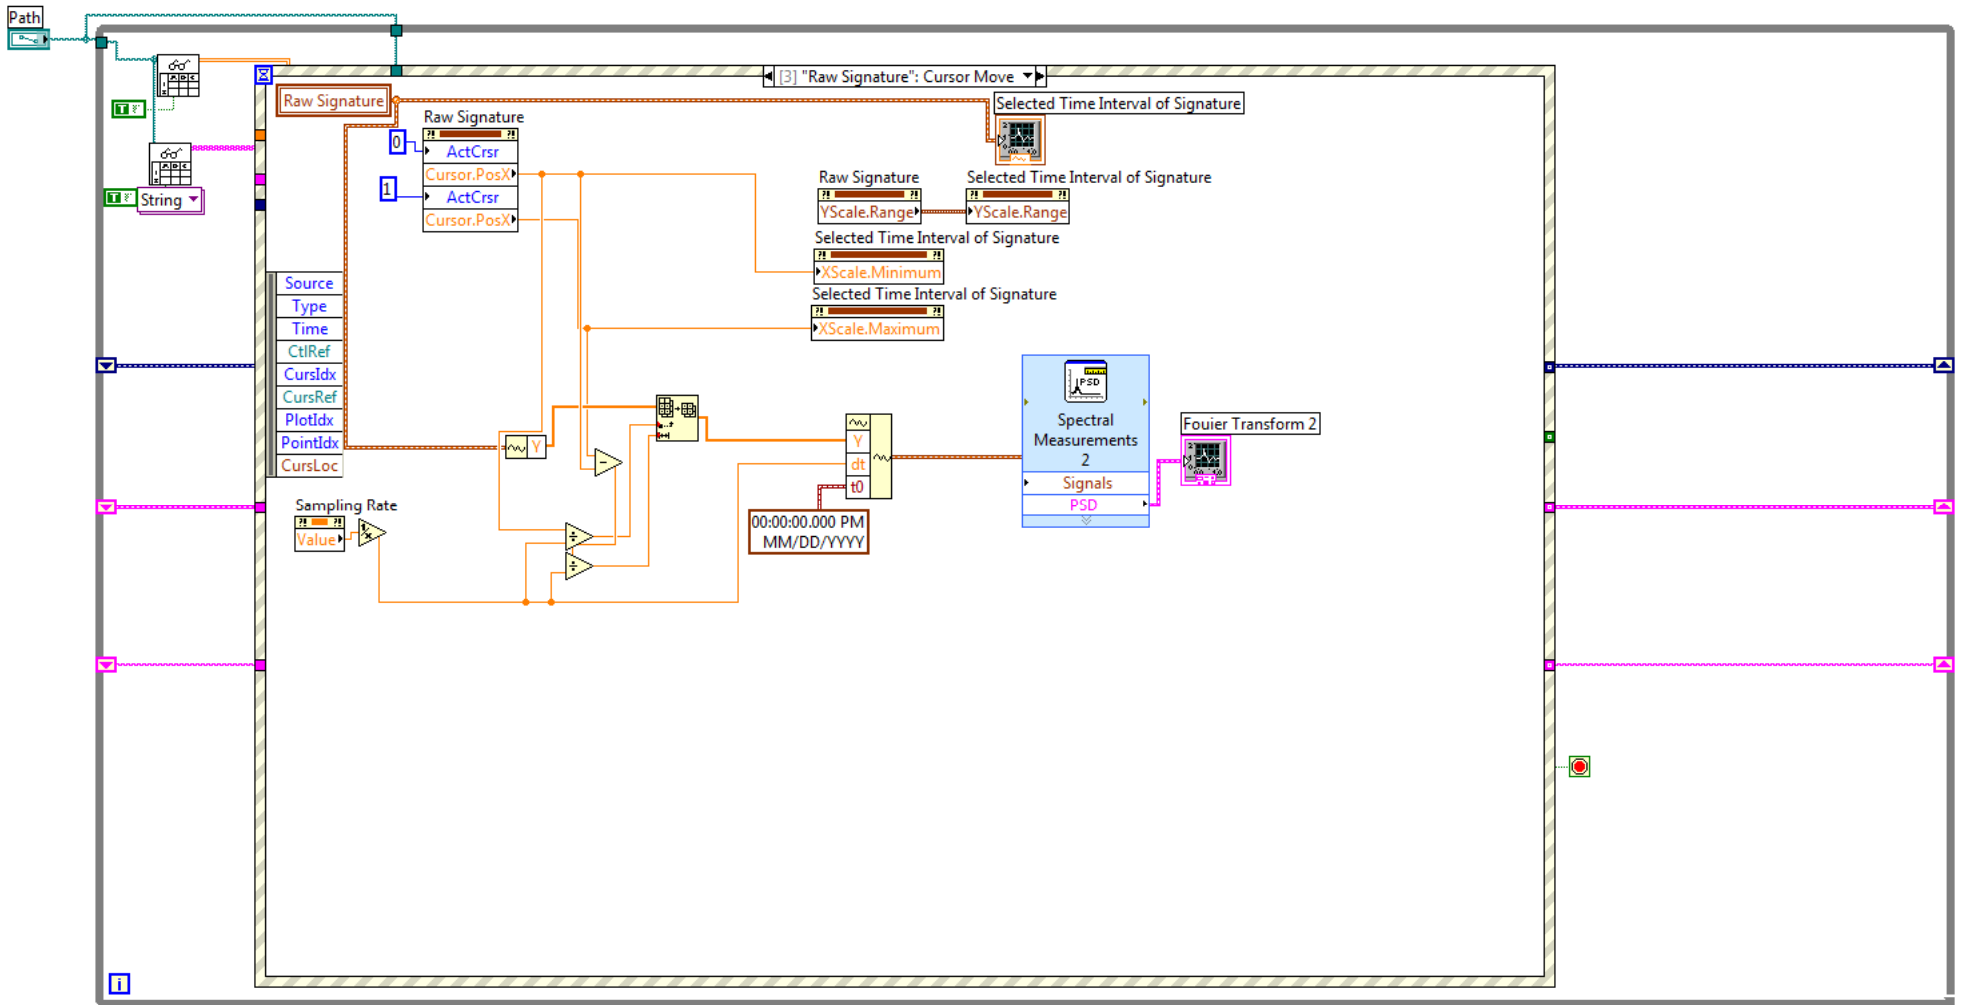 Path
[3] "Raw Signature": Cursor Move
Raw Signature
Selected Time Interval of Signature
Raw Signature
0
ActCrsr
Cursor.PosX
1
ActCrsr
Cursor.PosX
Raw Signature
YScale.Range
Selected Time Interval of Signature
YScale.Range
Selected Time Interval of Signature
XScale.Minimum
Selected Time Interval of Signature
XScale.Maximum
T
T
String
Source
Type
Time
CtlRef
CursIdx
CursRef
PlotIdx
PointIdx
CursLoc
Y
Y
dt
t0
00:00:00.000 PM
MM/DD/YYYY
PSD
Spectral
Measurements
2
Signals
PSD
Fouier Transform 2
Sampling Rate
Value
i